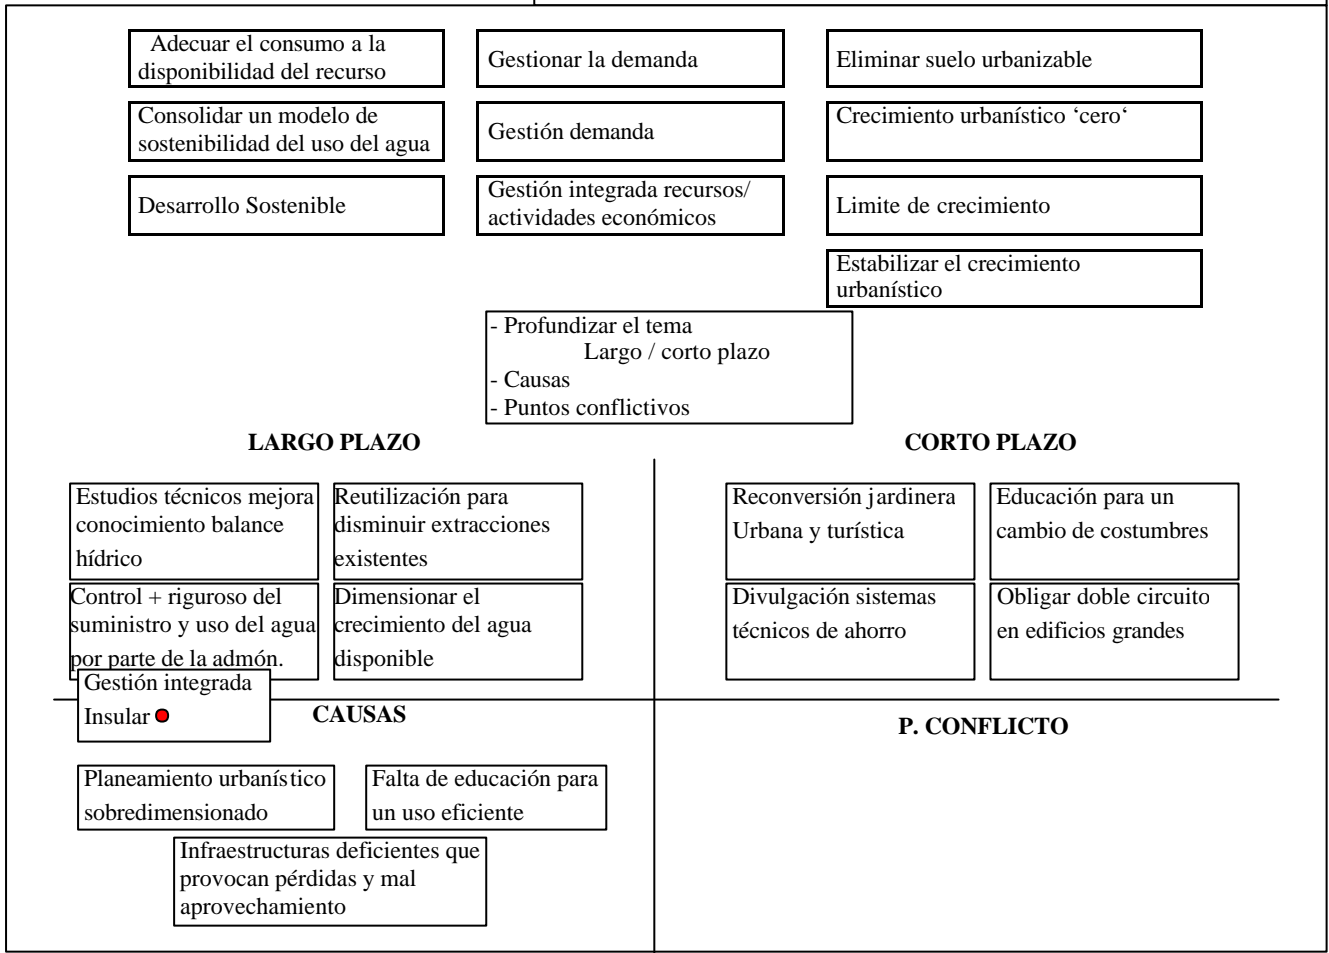 Adecuar el consumo a la
disponibilidad del recurso
Gestionar la demanda
Eliminar suelo urbanizable
Consolidar un modelo de
sostenibilidad del uso del agua
Gestión demanda
Crecimiento urbanístico ‘cero‘
Desarrollo Sostenible
Gestión integrada recursos/
actividades económicos
Limite de crecimiento
Estabilizar el crecimiento
urbanístico
- Profundizar el tema
Largo / corto plazo
- Causas
- Puntos conflictivos
LARGO PLAZO
Estudios técnicos mejora
conocimiento balance
hídrico
Reutilización para
disminuir extracciones
existentes
Control + riguroso del
suministro y uso del agua
por parte de la admón.
Dimensionar el
crecimiento del agua
disponible
Gestión integrada
Insular
CORTO PLAZO
Reconversión jardinera
Urbana y turística
Educación para un
cambio de costumbres
Divulgación sistemas
técnicos de ahorro
Obligar doble circuito
en edificios grandes
CAUSAS
Planeamiento urbanístico
sobredimensionado
Falta de educación para
un uso eficiente
Infraestructuras deficientes que
provocan pérdidas y mal
aprovechamiento
P. CONFLICTO